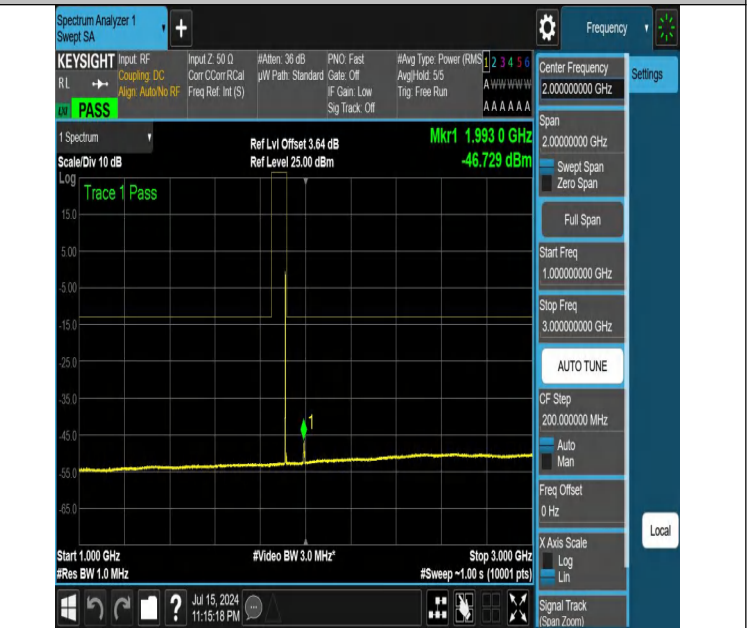 Spectrum Analyzer 1
Swept SA
+
Frequency
KEYSIGHT
RL
LXI
PASS
Input: RF
Coupling: DC
Align: Auto/No RF
Input Z: 50 Ω
Corr CCorr RCal
Freq Ref: Int (S)
#Atten: 36 dB
µW Path: Standard
PNO: Fast
Gate: Off
IF Gain: Low
Sig Track: Off
#Avg Type: Power (RMS
Avg|Hold: 5/5
Trig: Free Run
1 2 3 4 5 6
A W W W W W
A A A A A A
1 Spectrum
Scale/Div 10 dB
Log
Ref Lvl Offset 3.64 dB
Ref Level 25.00 dBm
Mkr1 1.993 0 GHz
-46.729 dBm
Trace 1 Pass
15.0
5.00
-5.00
-15.0
-25.0
-35.0
-45.0
-55.0
-65.0
1
Start 1.000 GHz
#Res BW 1.0 MHz
#Video BW 3.0 MHz*
Stop 3.000 GHz
#Sweep ~1.00 s (10001 pts)
Center Frequency
2.000000000 GHz
Settings
Span
2.00000000 GHz
Swept Span
Zero Span
Full Span
Start Freq
1.000000000 GHz
Stop Freq
3.000000000 GHz
AUTO TUNE
CF Step
200.000000 MHz
Auto
Man
Freq Offset
0 Hz
X Axis Scale
Log
Lin
Local
Signal Track
(Span Zoom)
?
Jul 15, 2024
11:15:18 PM